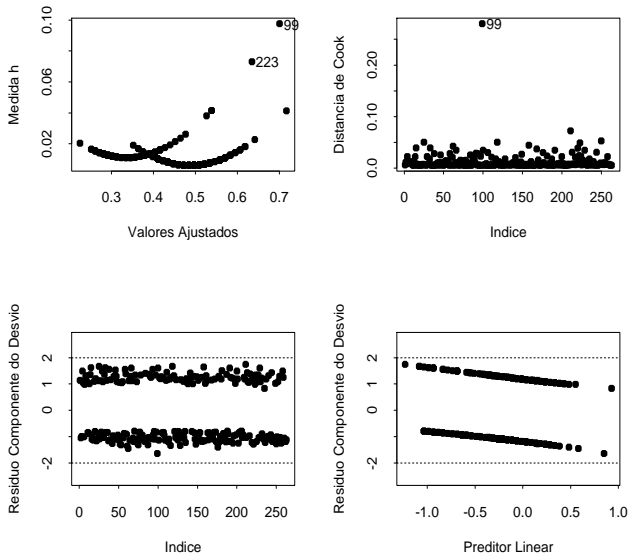 Medida h
0.02 0.06 0.10
99
223
0.3 0.4 0.5 0.6 0.7
Valores Ajustados
Distancia de Cook
0.0 0.10 0.20
99
0 50 100 150 200 250
Indice
Residuo Componente do Desvio
-2 0 1 2
0 50 100 150 200 250
Indice
Residuo Componente do Desvio
-2 0 1 2
-1.0 -0.5 0.0 0.5 1.0
Preditor Linear